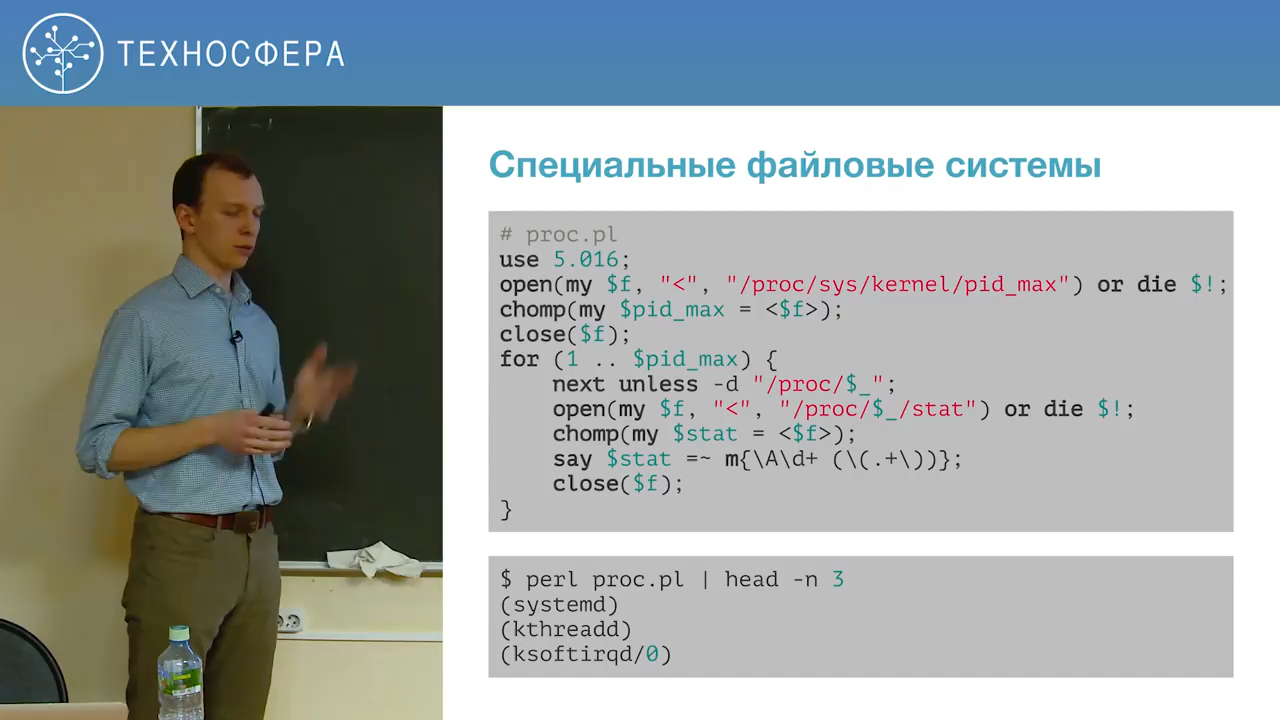 ТЕХНОСФЕРА
Специальные файловые системы
# proc.pl
use 5.016;
open(my $f, "<", "/proc/sys/kernel/pid_max") or die $!;
chomp(my $pid_max = <$f>);
close($f);
for (1 .. $pid_max) {
    next unless -d "/proc/$_";
    open(my $f, "<", "/proc/$_/stat") or die $!;
    chomp(my $stat = <$f>);
    say $stat =~ m{\A\d+ (\(.+\))};
    close($f);
}
$ perl proc.pl | head -n 3
(systemd)
(kthreadd)
(ksoftirqd/0)